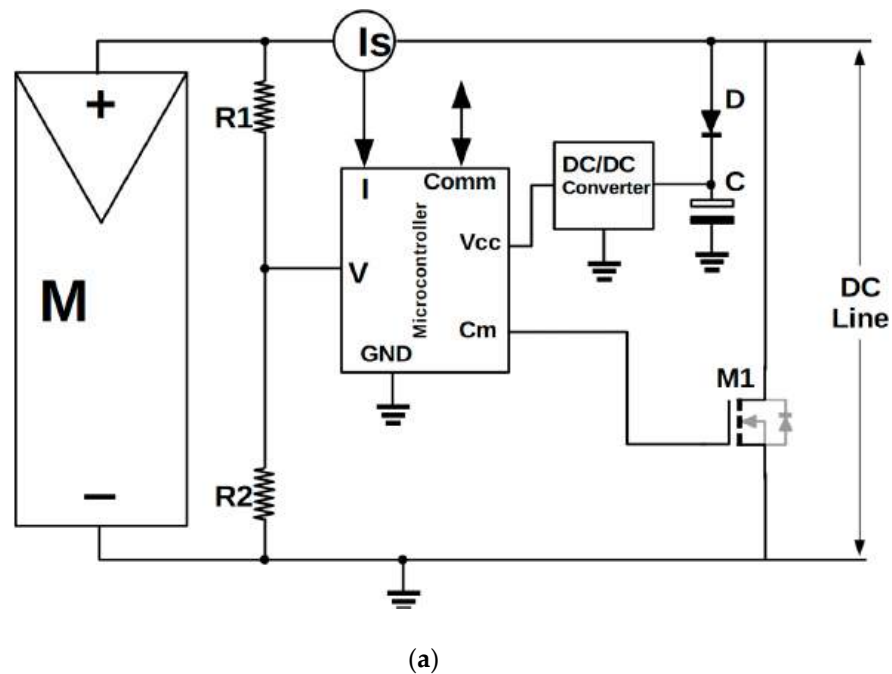 Is
+
R1
D
I
Comm
DC/DC
Converter
C
Microcontroller
Vcc
V
M
DC
Line
Cm
GND
M1
R2
−
(a)